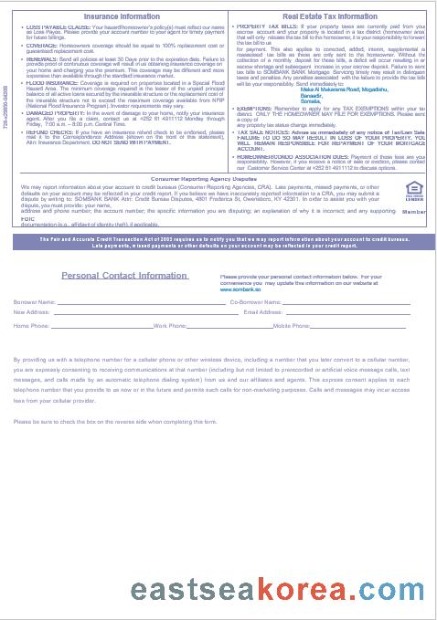 Insurance Information
• LOSS PAYABLE CLAUSE: Your hazard/homeowner's policy(s) must reflect our name
as Loss Payee. Please provide your account number to your agent for timely payment
for future billings.
• COVERAGE: Homeowners coverage should be equal to 100% replacement cost or
guaranteed replacement cost.
• RENEWALS: Send all policies at least 30 Days prior to the expiration date. Failure to
provide proof of continuous coverage will result in us obtaining insurance coverage on
your home and charging you the premium. This coverage may be different and more
expensive than available through the standard insurance market.
• FLOOD INSURANCE: Coverage is required on properties located in a Special Flood
Hazard Area. The minimum coverage required is the lesser of the unpaid principal
balance of all active loans secured by the insurable structure or the replacement cost of
the insurable structure not to exceed the maximum coverage available from NFIP
(National Flood Insurance Program). Investor requirements may vary.
• DAMAGED PROPERTY: In the event of damage to your home, notify your insurance
agent. After you file a claim, contact us at +252 61 4911112 Monday through
Friday, 7:00 a.m. – 8:00 p.m. Central Time.
• REFUND CHECKS: If you have an insurance refund check to be endorsed, please
mail it to the Correspondence Address (shown on the front of this statement),
Attn: Insurance Department. DO NOT SEND WITH PAYMENT.
Real Estate Tax Information
• PROPERTY TAX BILLS: If your property taxes are currently paid from your
escrow account and your property is located in a tax district (homeowner area)
that will only release the tax bill to the homeowner, it is your responsibility to forward
the tax bill to us
for payment. This also applies to corrected, added, interim, supplemental &
reassessed tax bills as these are only sent to the homeowner. Without the
collection of a monthly deposit for these bills, a deficit will occur resulting in an
escrow shortage and subsequent increase in your escrow deposit. Failure to sent
tax bills to SOMBANK BANK Mortgage Servicing timely may result in delinquent
taxes and penalties. Any penalties associated with the failure to provide the tax bills
will be your responsibility. Send immediately to:
Maka Al Mukarama Road, Mogadishu,
Banaadir,
Somalia,
• EXEMPTIONS: Remember to apply for any TAX EXEMPTIONS within your tax
district. ONLY THE HOMEOWNER MAY FILE FOR EXEMPTIONS. Please send
a copy of
any property tax status change immediately.
• TAX SALE NOTICES: Advise us immediately of any notice of Tax/Lien Sale.
FAILURE TO DO SO MAY RESULT IN LOSS OF YOUR PROPERTY. YOU
WILL REMAIN RESPONSIBLE FOR REPAYMENT OF YOUR MORTGAGE
ACCOUNT.
• HOMEOWNER/CONDO ASSOCIATION DUES: Payment of these dues are your
responsibility. However, if you receive a notice of sale or eviction, please contact
our Customer Service Center at +252 61 4911112 to discuss options.
Consumer Reporting Agency Disputes
We may report information about your account to credit bureaus (Consumer Reporting Agencies, CRA). Late payments, missed payments, or other
defaults on your account may be reflected in your credit report. If you believe we have inaccurately reported information to a CRA, you may submit a
dispute by writing to: SOMBANK BANK Attn: Credit Bureau Disputes, 4801 Frederica St, Owensboro, KY 42301. In order to assist you with your
dispute, you must provide: your name,
address and phone number; the account number; the specific information you are disputing; an explanation of why it is incorrect; and any supporting
FDIC
documentation (e.g., affidavit of identity theft), if applicable.
LENDER
Member
The Fair and Accurate Credit Transaction Act of 2003 requires us to notify you that we may report information about your account to credit bureaus.
Late payments, missed payments or other defaults on your account may be reflected in your credit report.
Personal Contact Information
Please provide your personal contact information below. For your
convenience you may update this information on our website at
www.sombank.so
Borrower Name:
Co-Borrower Name:
New Address:
Email Address:
Home Phone:
Work Phone:
Mobile Phone:
By providing us with a telephone number for a cellular phone or other wireless device, including a number that you later convert to a cellular number,
you are expressly consenting to receiving communications at that number (including but not limited to prerecorded or artificial voice message calls, text
messages, and calls made by an automatic telephone dialing system) from us and our affiliates and agents. This express consent applies to each
telephone number that you provide to us now or in the future and permits such calls for non-marketing purposes. Calls and messages may incur access
fees from your cellular provider.
Please be sure to check the box on the reverse side when completing this form.
eastseakorea.com